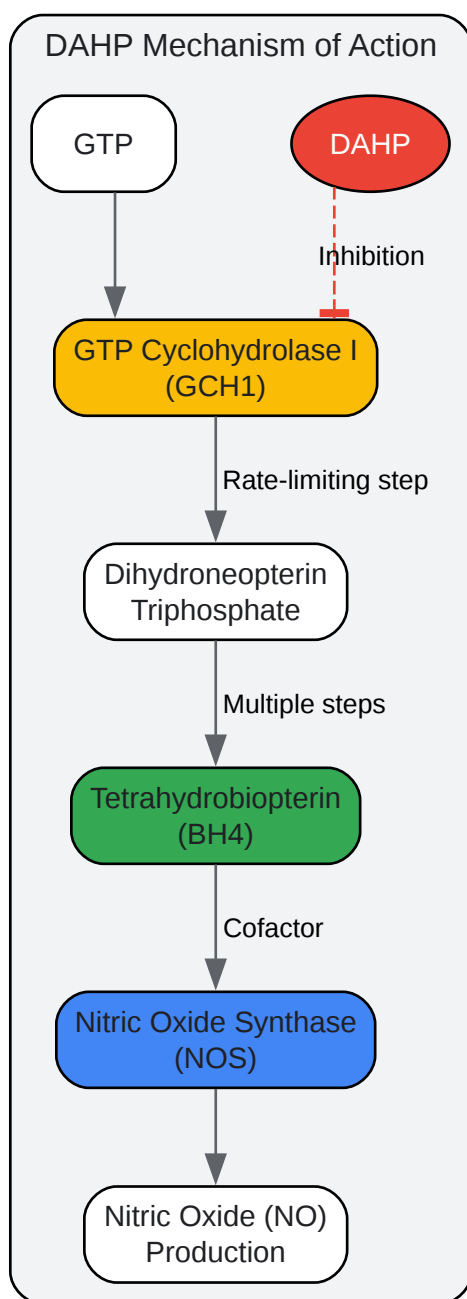 DAHP Mechanism of Action
GTP
DAHP
Inhibition
GTP Cyclohydrolase I
(GCH1)
Rate-limiting step
Dihydroneopterin
Triphosphate
Multiple steps
Tetrahydrobiopterin
(BH4)
Cofactor
Nitric Oxide Synthase
(NOS)
Nitric Oxide (NO)
Production